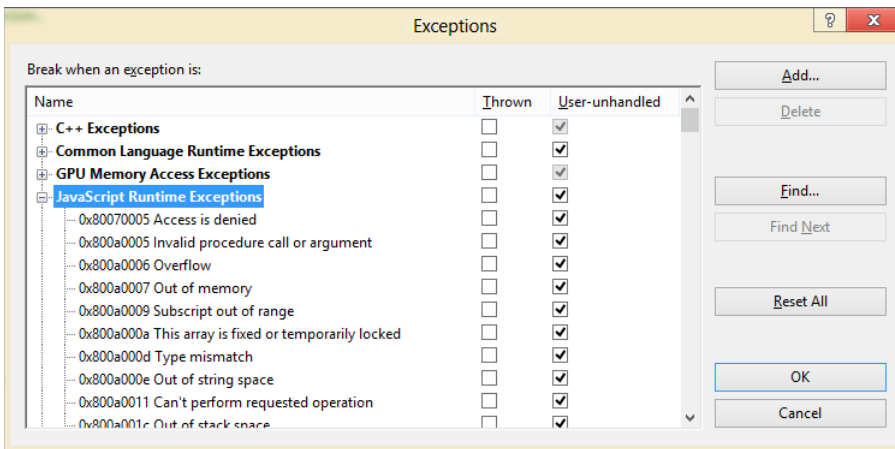 Exceptions
Break when an exception is:
Name Thrown User-unhandled
C++ Exceptions
Common Language Runtime Exceptions
GPU Memory Access Exceptions
JavaScript Runtime Exceptions
0x80070005 Access is denied
0x800a0005 Invalid procedure call or argument
0x800a0006 Overflow
0x800a0007 Out of memory
0x800a0009 Subscript out of range
0x800a000a This array is fixed or temporarily locked
0x800a000d Type mismatch
0x800a000e Out of string space
0x800a0011 Can't perform requested operation
0x800a001c Out of stack space
Add...
Delete
Find...
Find Next
Reset All
OK
Cancel